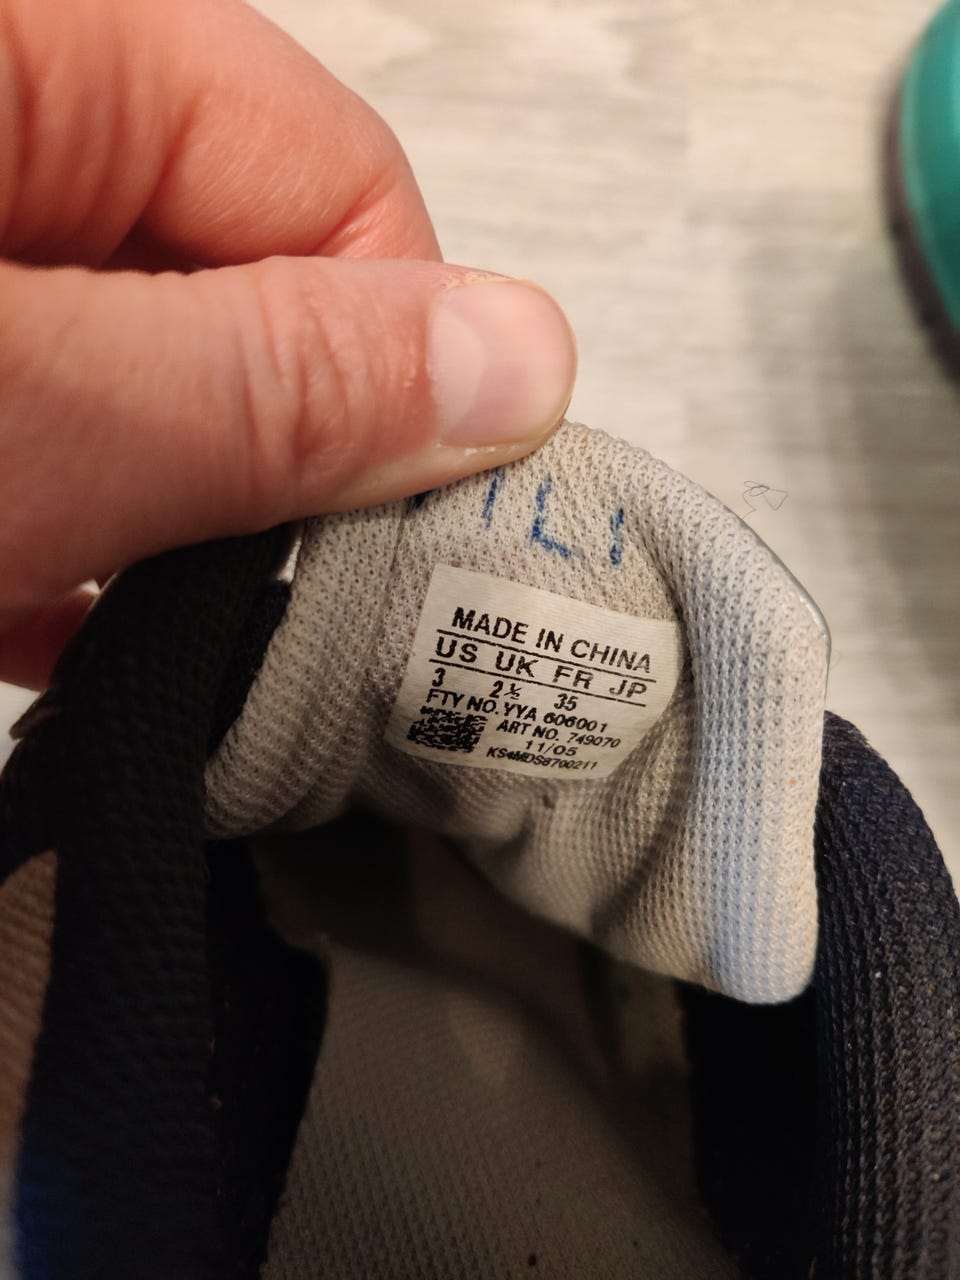 ILI
MADE IN CHINA
US UK FR JP
3 2½ 35
FTY NO. YYA 606001
ART NO. 749070
11/05
KS4MDS8700211